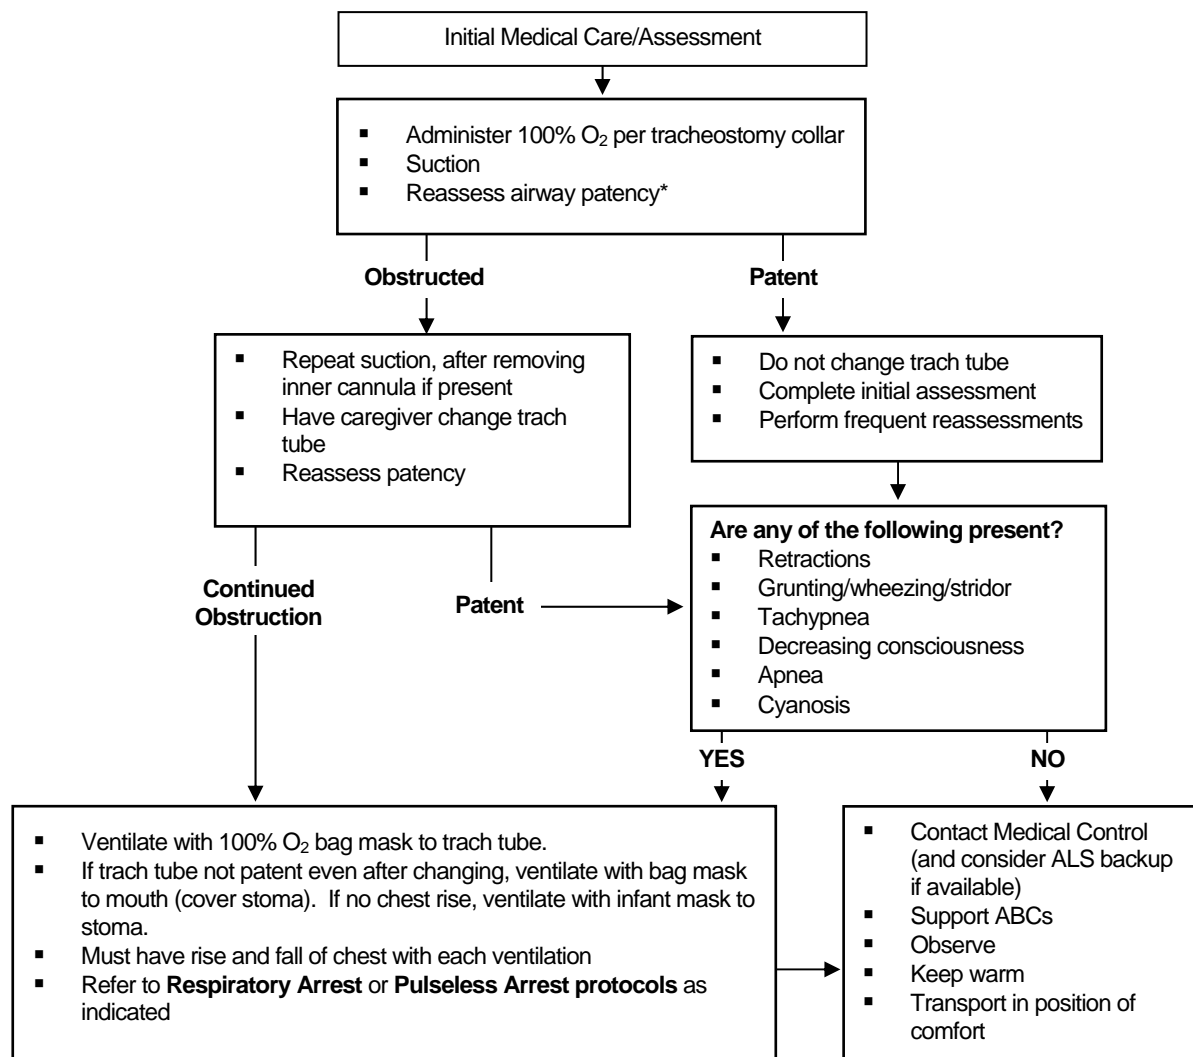 Initial Medical Care/Assessment
▪ Administer 100% O₂ per tracheostomy collar
▪ Suction
▪ Reassess airway patency*
Obstructed
Patent
▪ Repeat suction, after removing
inner cannula if present
▪ Have caregiver change trach
tube
▪ Reassess patency
▪ Do not change trach tube
▪ Complete initial assessment
▪ Perform frequent reassessments
Are any of the following present?
▪ Retractions
▪ Grunting/wheezing/stridor
▪ Tachypnea
▪ Decreasing consciousness
▪ Apnea
▪ Cyanosis
Continued
Obstruction
Patent
YES
NO
▪ Ventilate with 100% O₂ bag mask to trach tube.
▪ If trach tube not patent even after changing, ventilate with bag mask
to mouth (cover stoma).  If no chest rise, ventilate with infant mask to
stoma.
▪ Must have rise and fall of chest with each ventilation
▪ Refer to Respiratory Arrest or Pulseless Arrest protocols as
indicated
▪ Contact Medical Control
(and consider ALS backup
if available)
▪ Support ABCs
▪ Observe
▪ Keep warm
▪ Transport in position of
comfort